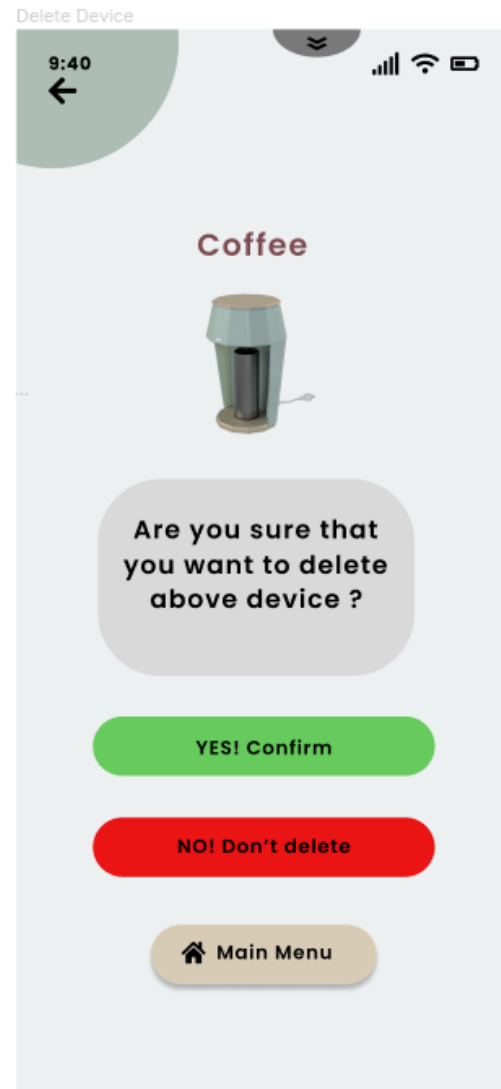 Delete Device
9:40
Coffee
...
Are you sure that
you want to delete
above device ?
YES! Confirm
NO! Don’t delete
Main Menu